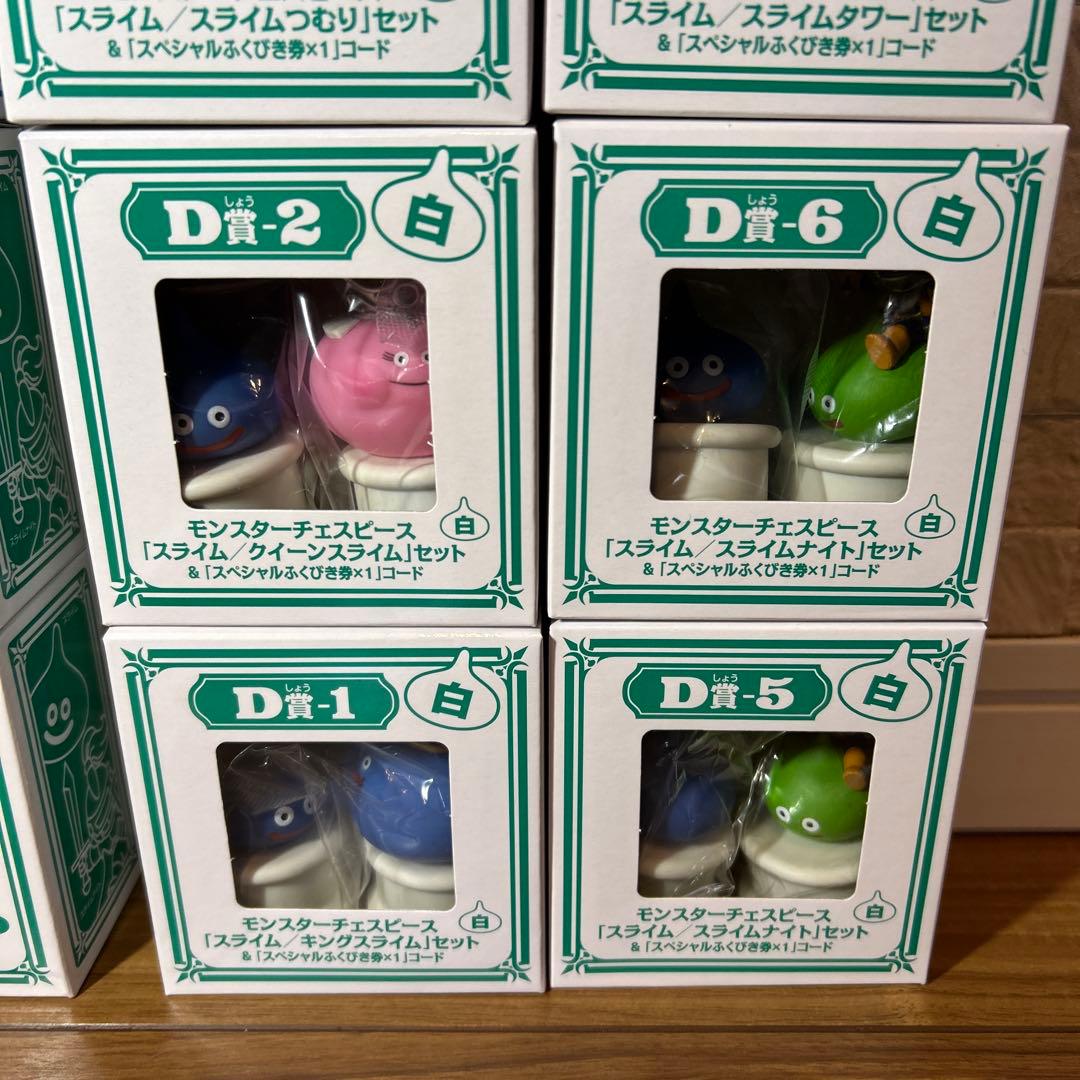 「スライム／スライムつむり」セット
&「スペシャルふくびき券×1」コード
「スライム／スライムタワー」セット
&「スペシャルふくびき券×1」コード
しょう
D賞-2
白
モンスターチェスピース
「スライム／クイーンスライム」セット
&「スペシャルふくびき券×1」コード
白
しょう
D賞-6
白
モンスターチェスピース
「スライム／スライムナイト」セット
&「スペシャルふくびき券×1」コード
白
しょう
D賞-1
白
モンスターチェスピース
「スライム／キングスライム」セット
&「スペシャルふくびき券×1」コード
白
しょう
D賞-5
白
モンスターチェスピース
「スライム／スライムナイト」セット
&「スペシャルふくびき券×1」コード
白